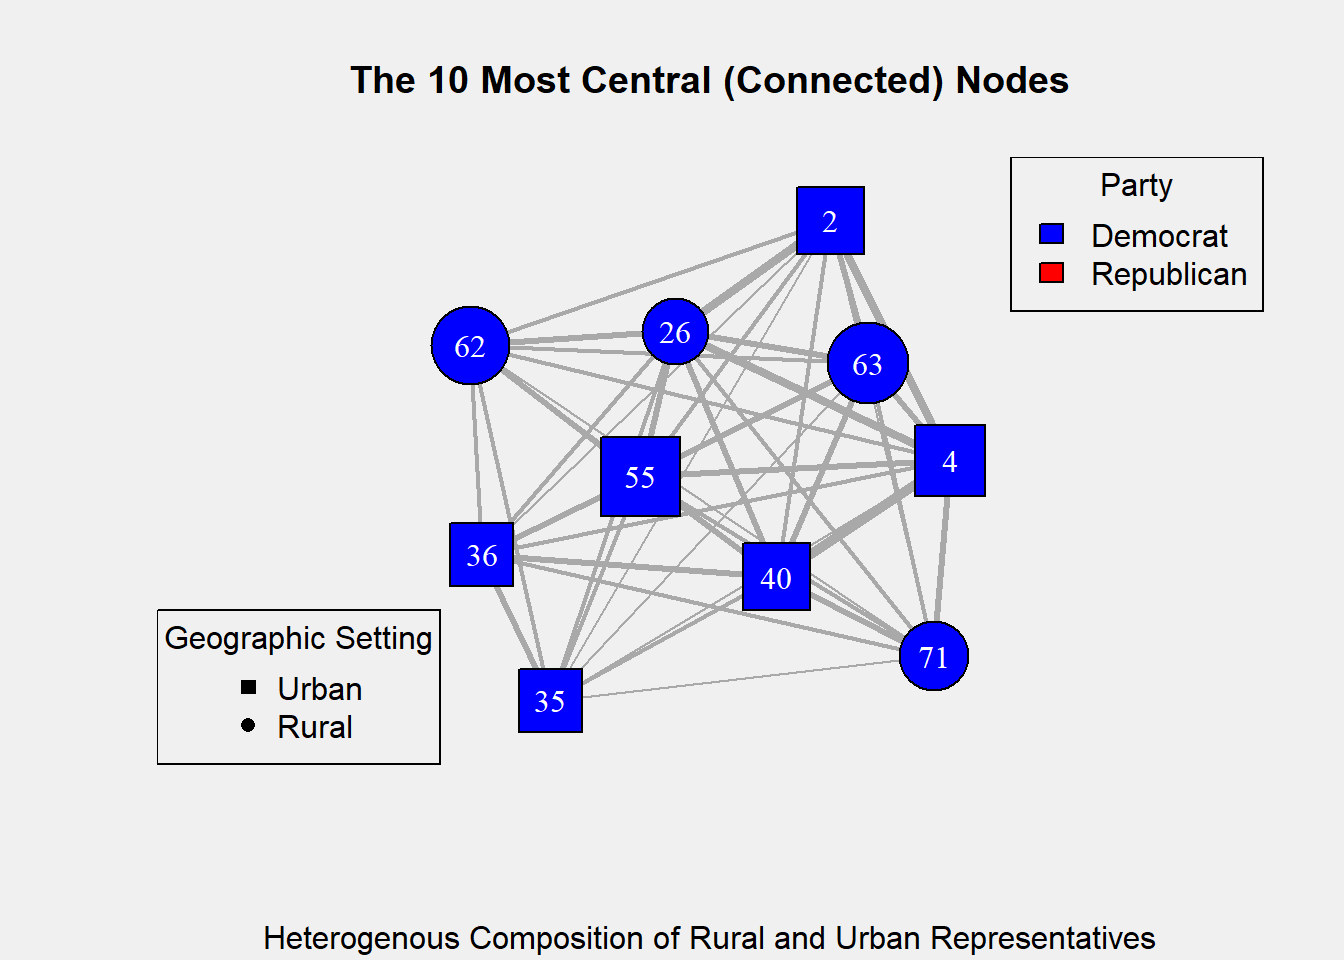 The 10 Most Central (Connected) Nodes
Party
Democrat
Republican
2
26
62
63
4
55
36
40
71
35
Geographic Setting
Urban
Rural
Heterogenous Composition of Rural and Urban Representatives